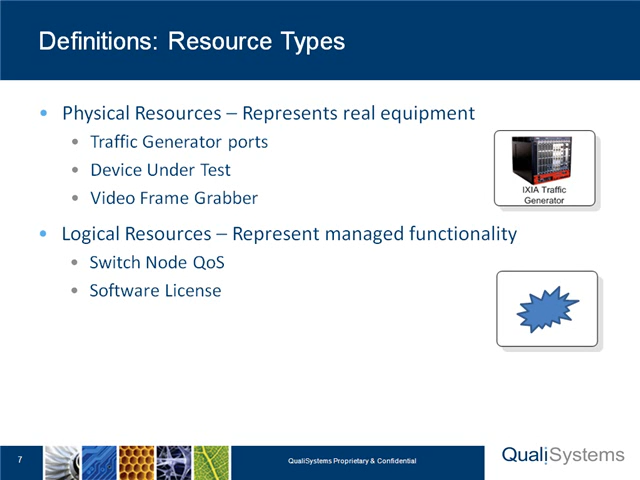 Definitions: Resource Types
• Physical Resources – Represents real equipment
• Traffic Generator ports
• Device Under Test
• Video Frame Grabber
IXIA Traffic
Generator
• Logical Resources – Represent managed functionality
• Switch Node QoS
• Software License
7
QualiSystems Proprietary & Confidential
QualiSystems